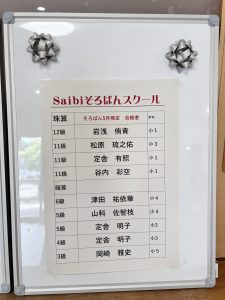 Saibiそろばんスクール
珠算 そろばん5月検定 合格者 学年
12級 岩浅 侑青 小1
11級 松原 琉之佑 小3
11級 定舎 有照 小1
11級 谷内 彩空 小1
暗算
6級 津田 祐依華 小4
5級 山科 佐智枝 小4
5級 定舎 明子 小3
4級 定舎 明子 小3
3級 岡崎 雅史 小5